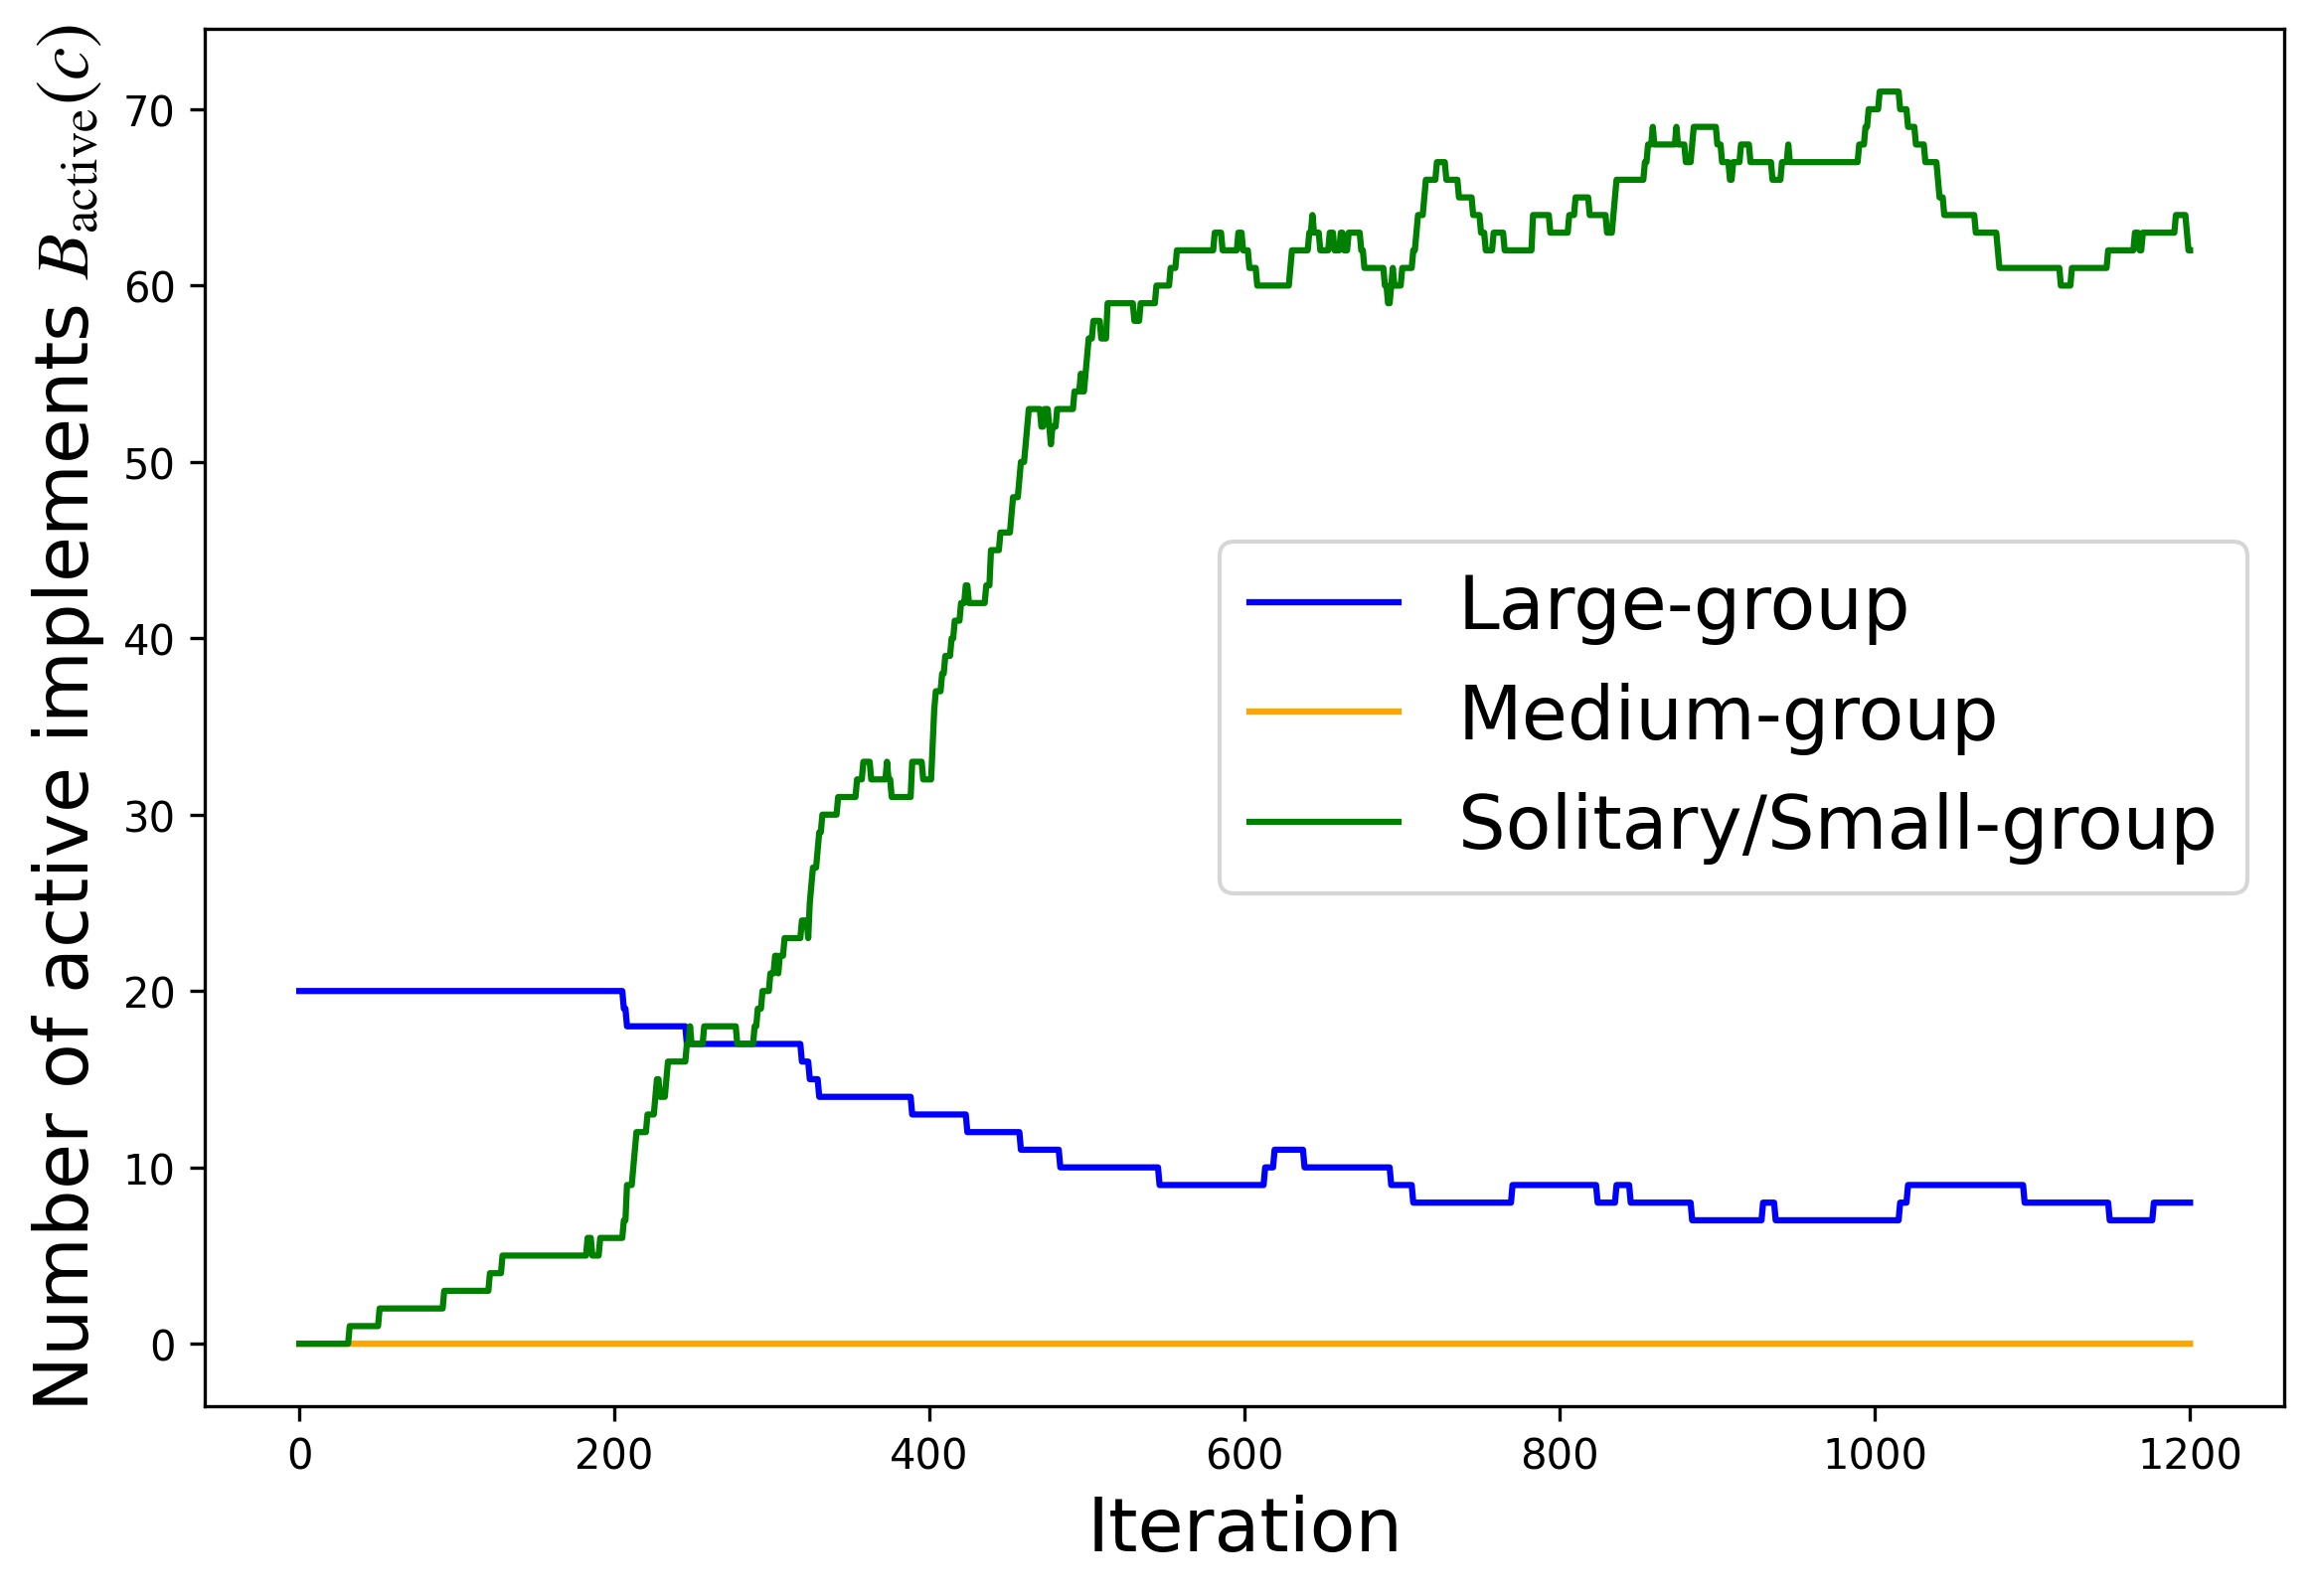 Number of active implements B_active(c)
70
60
50
40
30
20
10
0
Large-group
Medium-group
Solitary/Small-group
0 200 400 600 800 1000 1200
Iteration